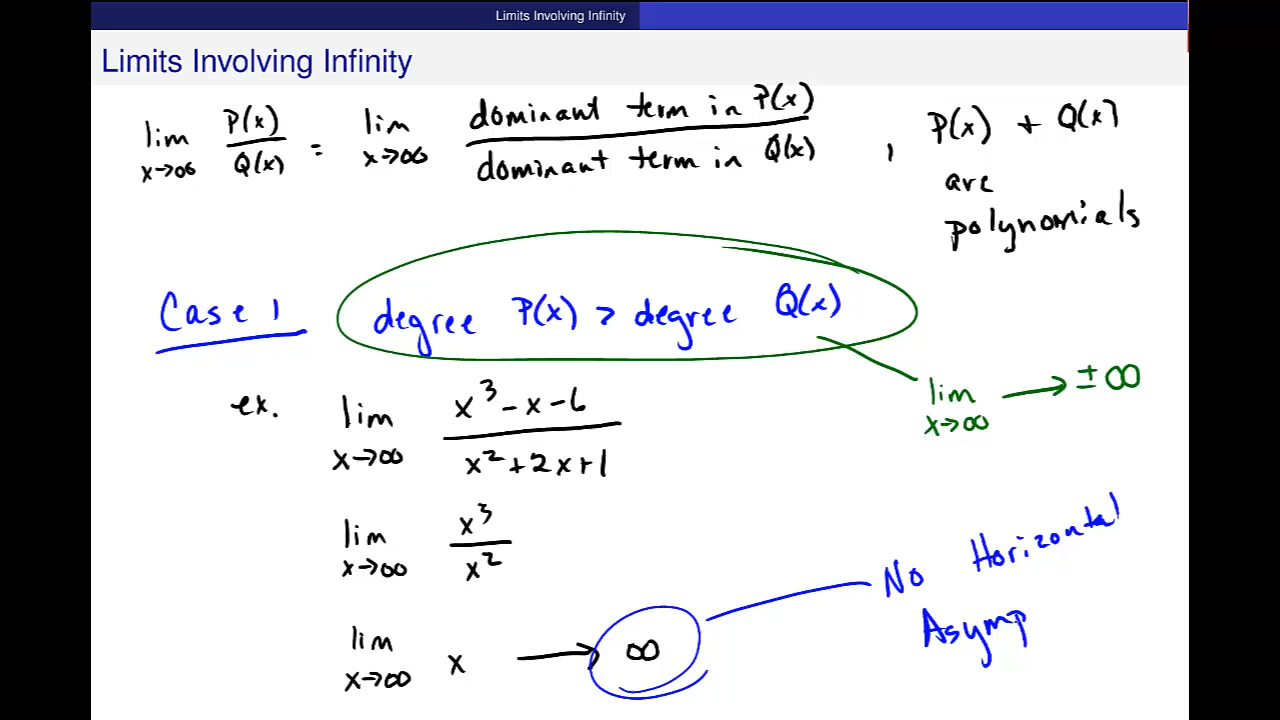 Limits Involving Infinity
Limits Involving Infinity
lim x→∞ P(x)/Q(x) = lim x→∞ dominant term in P(x) / dominant term in Q(x) , P(x) + Q(x)
are
polynomials
Case 1 degree P(x) > degree Q(x)
lim x→∞ → ±∞
ex. lim x→∞ x³-x-6 / x²+2x+1
lim x→∞ x³/x²
No Horizontal
Asymp
lim x→∞ x → ∞